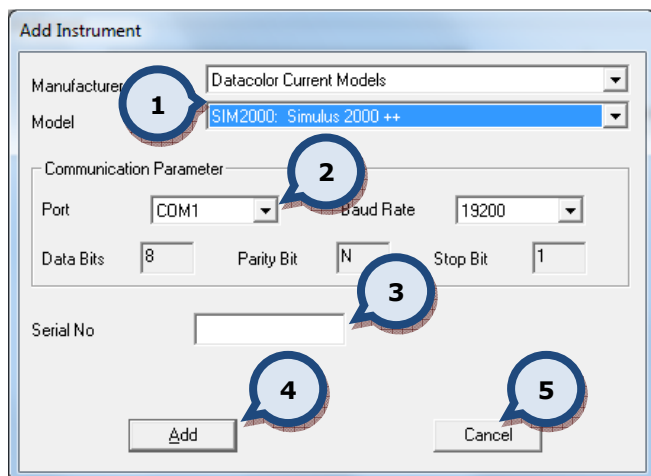 Add Instrument
Manufacturer Datacolor Current Models
1
Model SIM2000: Simulus 2000 ++
Communication Parameter
2
Port COM1 Baud Rate 19200
Data Bits 8 Parity Bit N Stop Bit 1
3
Serial No
4 5
Add Cancel